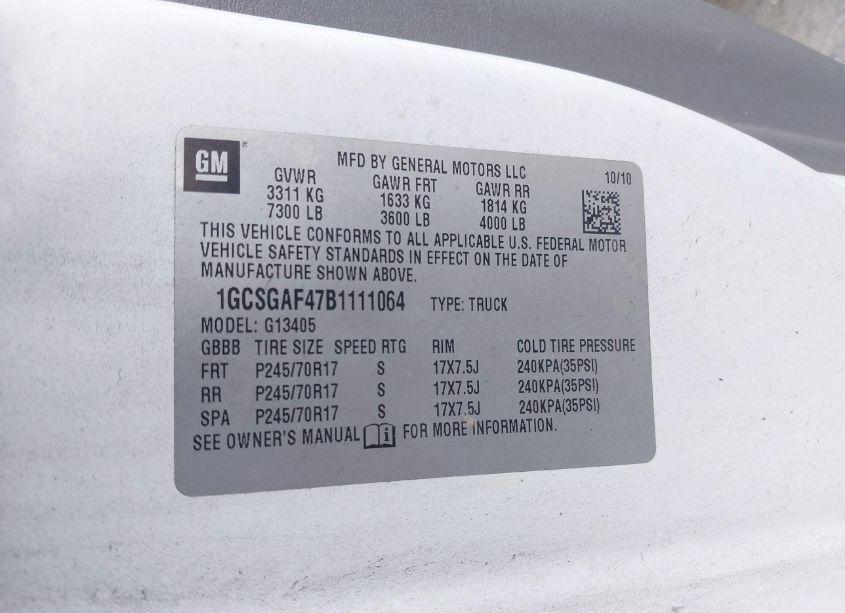 GM
MFD BY GENERAL MOTORS LLC
10/10
GVWR GAWR FRT GAWR RR
3311 KG 1633 KG 1814 KG
7300 LB 3600 LB 4000 LB
THIS VEHICLE CONFORMS TO ALL APPLICABLE U.S. FEDERAL MOTOR
VEHICLE SAFETY STANDARDS IN EFFECT ON THE DATE OF
MANUFACTURE SHOWN ABOVE.
1GCSGAF47B1111064 TYPE: TRUCK
MODEL: G13405
GBBB TIRE SIZE SPEED RTG RIM COLD TIRE PRESSURE
FRT P245/70R17 S 17X7.5J 240KPA(35PSI)
RR P245/70R17 S 17X7.5J 240KPA(35PSI)
SPA P245/70R17 S 17X7.5J 240KPA(35PSI)
SEE OWNER'S MANUAL i FOR MORE INFORMATION.